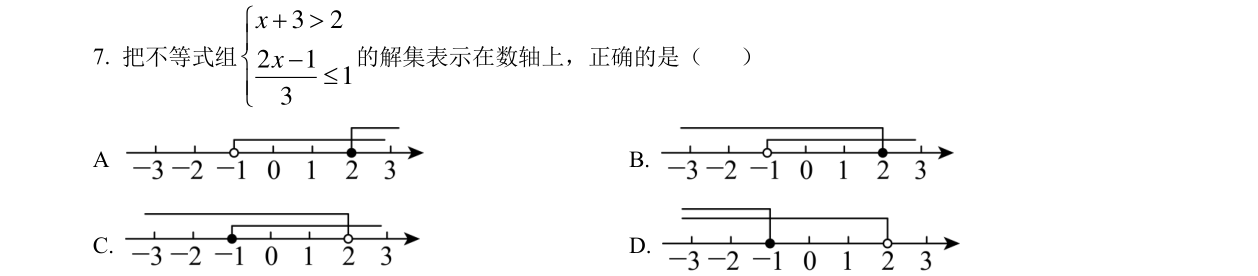 7. 把不等式组{x+3>2
(2x−1)/3≤1 的解集表示在数轴上，正确的是（　　）
A −3 −2 −1 0 1 2 3
B. −3 −2 −1 0 1 2 3
C. −3 −2 −1 0 1 2 3
D. −3 −2 −1 0 1 2 3